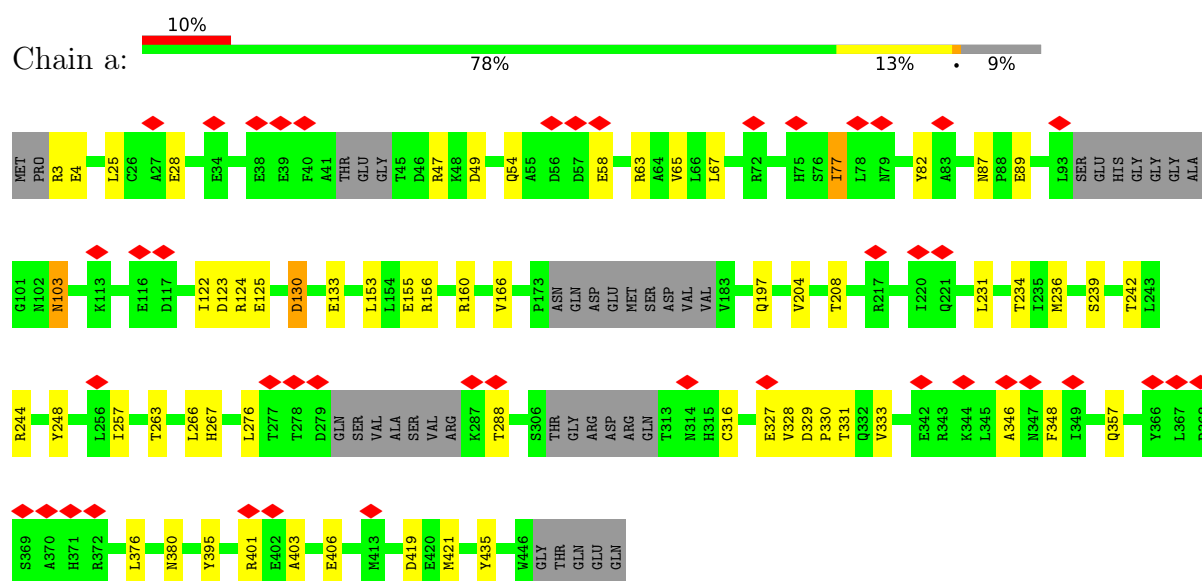 10%
Chain a:
78% 13% • 9%
MET PRO R3 E4 L25 C26 A27 E28 E34 E38 E39 F40 A41 THR GLU GLY T45 D46 R47 K48 D49 Q54 A55 D56 D57 E58 R63 A64 V65 L66 L67 R72 H75 S76 I77 L78 N79 Y82 A83 N87 P88 E89 L93 SER GLU HIS GLY GLY GLY ALA
G101 N102 N103 K113 E116 D117 I122 D123 R124 E125 D130 E133 L153 L154 E155 R156 R160 V166 P173 ASN GLN ASP GLU MET SER ASP VAL VAL V183 Q197 V204 T208 R217 I220 Q221 L231 T234 I235 M236 S239 T242 L243
R244 Y248 L256 I257 T263 L266 H267 L276 T277 T278 D279 GLN SER VAL ALA SER VAL ARG K287 T288 S306 THR GLY ARG ASP ARG GLN T313 N314 H315 C316 E327 V328 D329 P330 T331 Q332 V333 E342 R343 K344 L345 A346 N347 F348 I349 Q357 Y366 L367
S369 A370 H371 R372 L376 N380 Y395 R401 E402 A403 E406 M413 D419 E420 M421 Y435 W446 GLY THR GLN GLU GLN